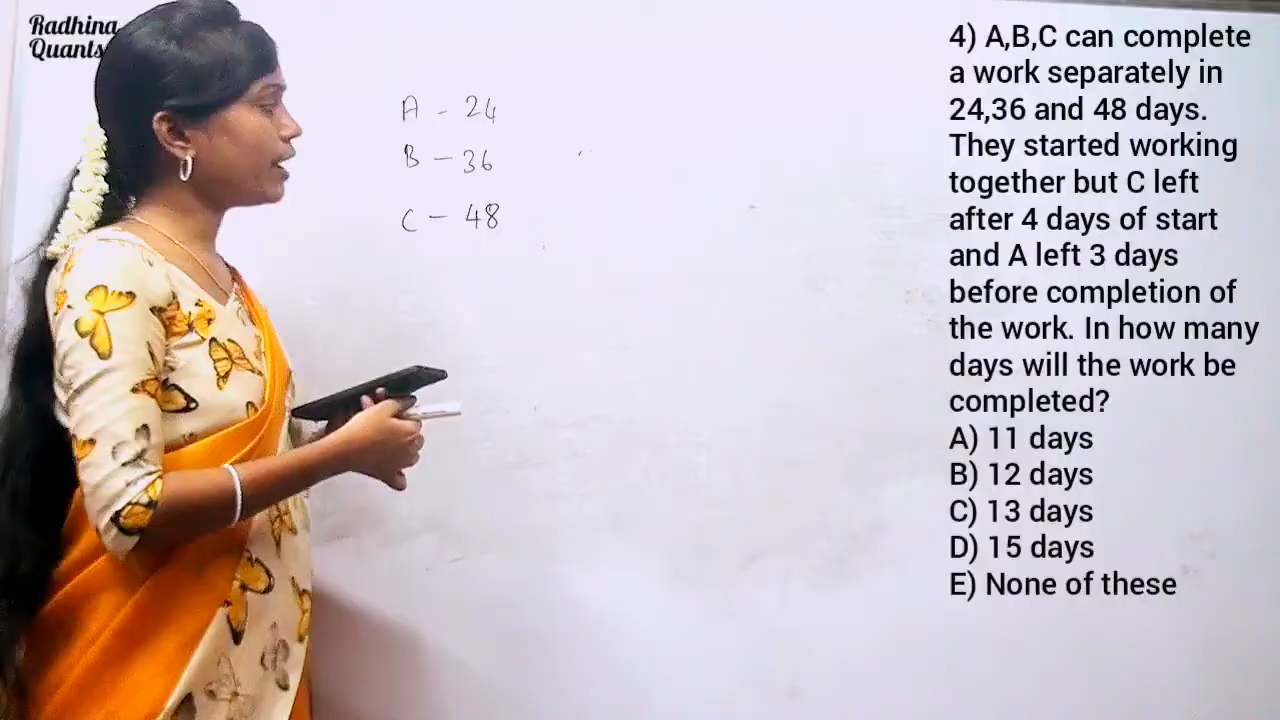 Radhina
Quants
A - 24
B - 36
C - 48
4) A,B,C can complete
a work separately in
24,36 and 48 days.
They started working
together but C left
after 4 days of start
and A left 3 days
before completion of
the work. In how many
days will the work be
completed?
A) 11 days
B) 12 days
C) 13 days
D) 15 days
E) None of these